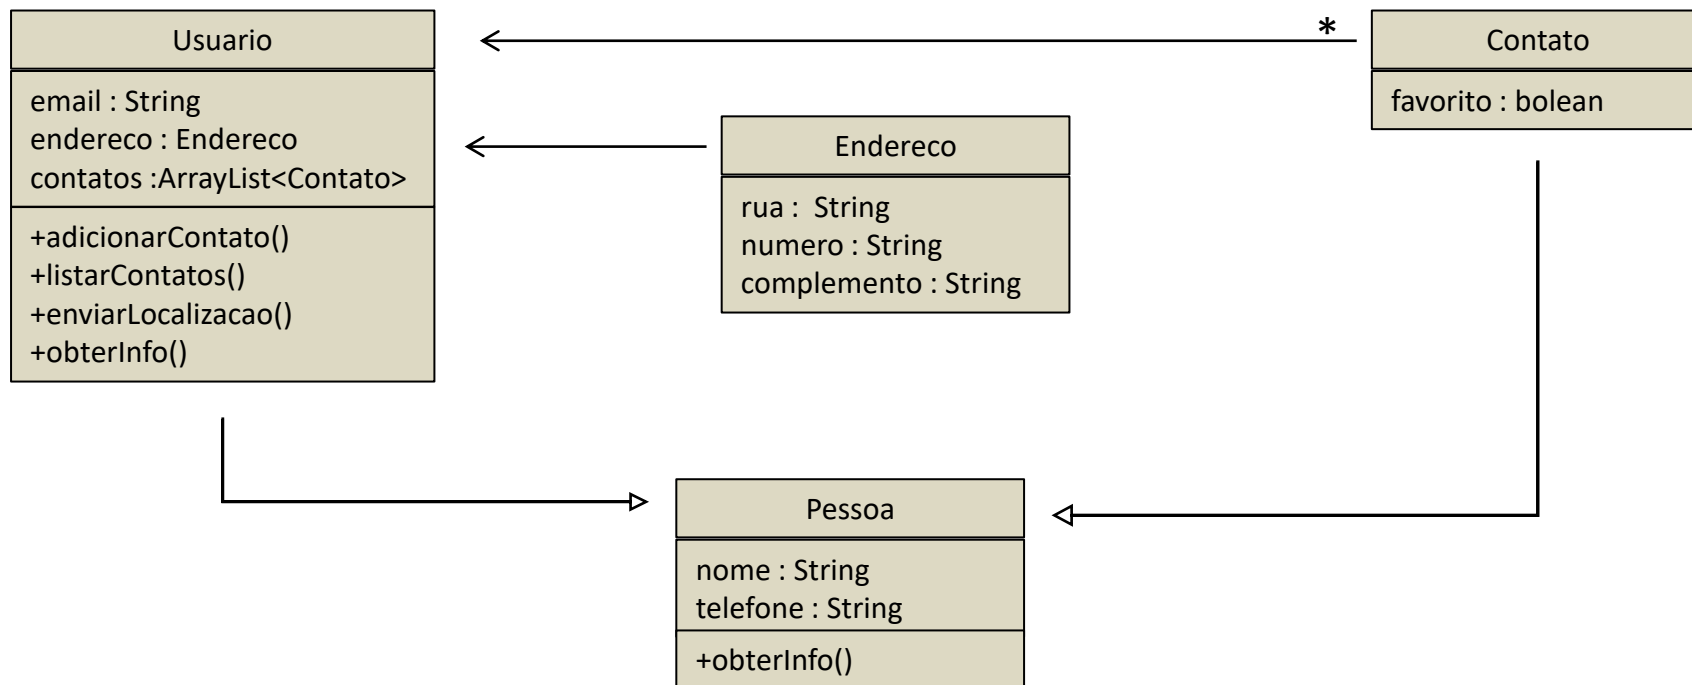 Usuario
email : String
endereco : Endereco
contatos :ArrayList<Contato>
+adicionarContato()
+listarContatos()
+enviarLocalizacao()
+obterInfo()
*
Contato
favorito : bolean
Endereco
rua :  String
numero : String
complemento : String
Pessoa
nome : String
telefone : String
+obterInfo()